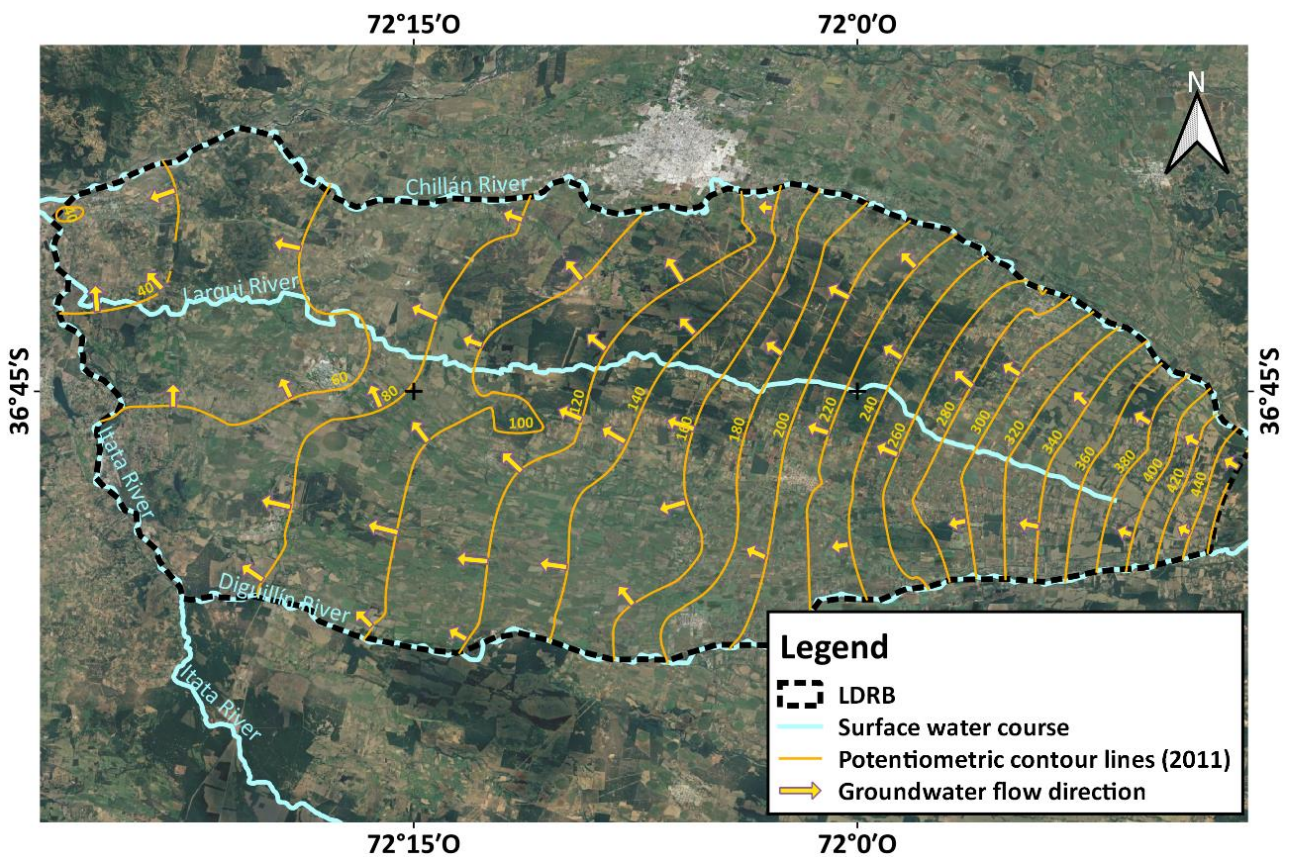 72°15'O
72°0'O
N
Chillán River
40
Larqui River
36°45'S
36°45'S
60
80
100
120
140
160
180
200
220
240
260
280
300
320
340
360
380
400
420
440
Itata River
Diguillín River
Itata River
Legend
LDRB
Surface water course
Potentiometric contour lines (2011)
Groundwater flow direction
72°15'O
72°0'O